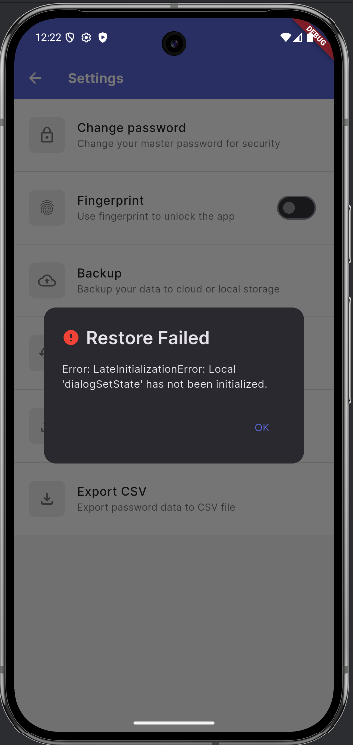 12:22
DEBUG
Settings
Change password
Change your master password for security
Fingerprint
Use fingerprint to unlock the app
Backup
Backup your data to cloud or local storage
Restore Failed
Error: LateInitializationError: Local
'dialogSetState' has not been initialized.
OK
Export CSV
Export password data to CSV file